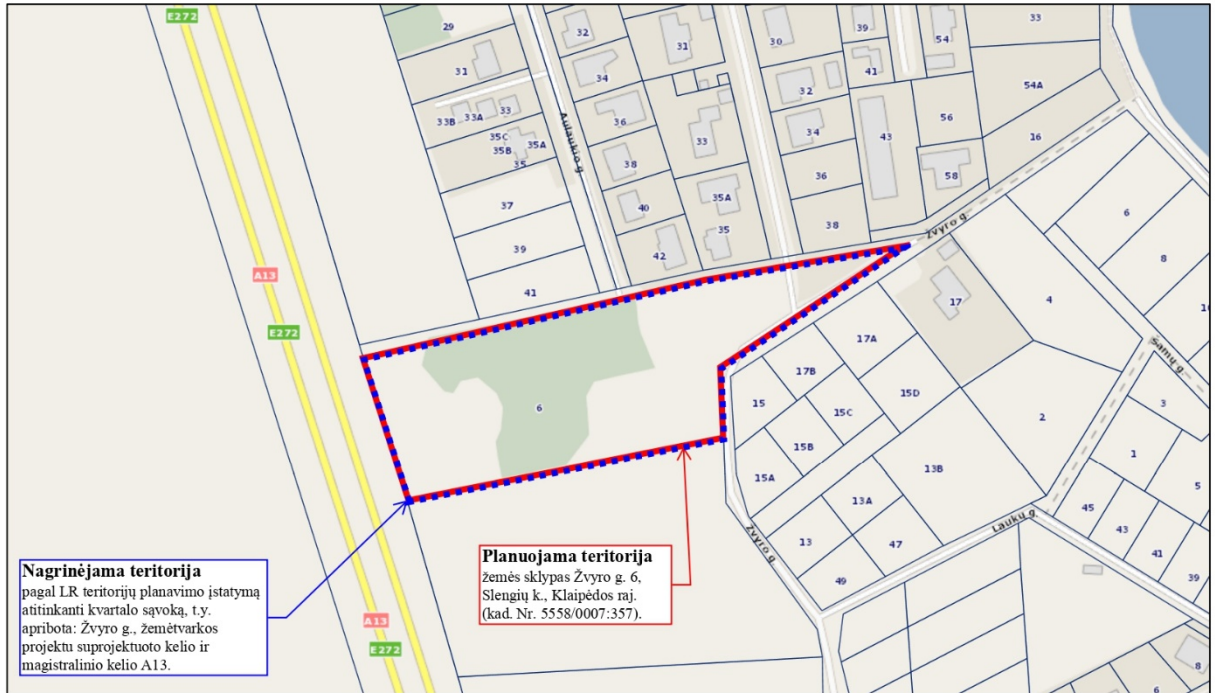 E272
A13
E272
A13
E272
29
31
33B
33A
33
35C
35B
35A
35
37
39
41
Aulaukio g.
32
34
36
38
40
42
31
33
35A
35
30
32
34
36
38
39
41
43
54
56
58
33
54A
16
Žvyro g.
6
8
10
4
17
17A
17B
15
15C
15D
15B
15A
2
13B
13A
13
47
49
6
Žvyro g.
Laukų g.
Šamų g.
3
1
5
45
43
41
39
8
6
Nagrinėjama teritorija
pagal LR teritorijų planavimo įstatymą
atitinkanti kvartalo sąvoką, t.y.
apribota: Žvyro g., žemėtvarkos
projektu suprojektuoto kelio ir
magistralinio kelio A13.
Planuojama teritorija
žemės sklypas Žvyro g. 6,
Slengių k., Klaipėdos raj.
(kad. Nr. 5558/0007:357).